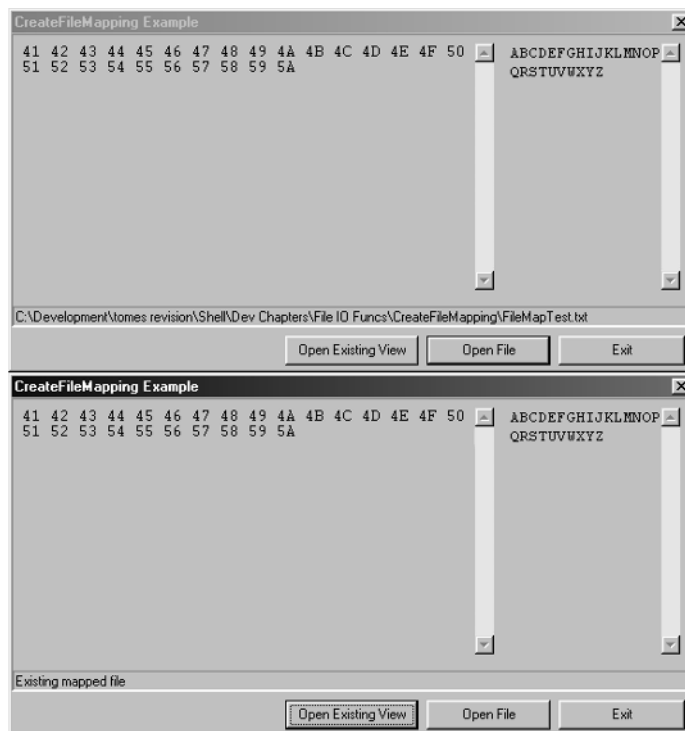 CreateFileMapping Example
41 42 43 44 45 46 47 48 49 4A 4B 4C 4D 4E 4F 50
51 52 53 54 55 56 57 58 59 5A
ABCDEFGHIJKLMNOP
QRSTUVWXYZ
C:\Development\tomes revision\Shell\Dev Chapters\File IO Funcs\CreateFileMapping\FileMapTest.txt
Open Existing View Open File Exit
CreateFileMapping Example
41 42 43 44 45 46 47 48 49 4A 4B 4C 4D 4E 4F 50
51 52 53 54 55 56 57 58 59 5A
ABCDEFGHIJKLMNOP
QRSTUVWXYZ
Existing mapped file
Open Existing View Open File Exit